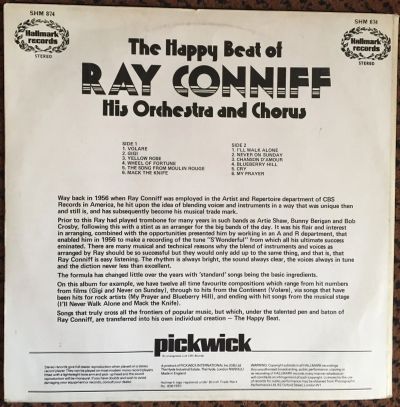 SHM 874
SHM 874
Hallmark
records
STEREO
Hallmark
records
STEREO
The Happy Beat of
RAY CONNIFF
His Orchestra and Chorus
SIDE 1
1. VOLARE
2. GIGI
3. YELLOW ROSE
4. WHEEL OF FORTUNE
5. THE SONG FROM MOULIN ROUGE
6. MACK THE KNIFE
SIDE 2
1. I'LL WALK ALONE
2. NEVER ON SUNDAY
3. CHANSON D'AMOUR
4. BLUEBERRY HILL
5. CRY
6. MY PRAYER
Way back in 1956 when Ray Conniff was employed in the Artist and Repertoire department of CBS
Records in America, he hit upon the idea of blending voices and instruments in a way that was unique then
and still is, and has subsequently become his musical trade mark.
Prior to this Ray had played trombone for many years in such bands as Artie Shaw, Bunny Berigan and Bob
Crosby, following this with a stint as an arranger for the big bands of the day. It was his flair and interest
in arranging, combined with the opportunities presented him by working in an A and R department, that
enabled him in 1956 to make a recording of the tune "S'Wonderful" from which all his ultimate success
eminated. There are many musical and technical reasons why the blend of instruments and voices as
arranged by Ray should be so successful but they would only add up to the same thing, and that is, that
Ray Conniff is easy listening. The rhythm is always bright, the sound always clear, the voices always in tune
and the diction never less than excellent.
The formula has changed little over the years with 'standard' songs being the basic ingredients.
On this album for example, we have twelve all time favourite compositions which range from hit numbers
from films (Gigi and Never on Sunday), through to hits from the Continent (Volare), via songs that have
been hits for rock artists (My Prayer and Blueberry Hill), and ending with hit songs from the musical stage
(I'll Never Walk Alone and Mack the Knife).
Songs that truly cross all the frontiers of popular music, but which, under the talented pen and baton of
Ray Conniff, are transferred into his own individual creation — The Happy Beat.
pickwick